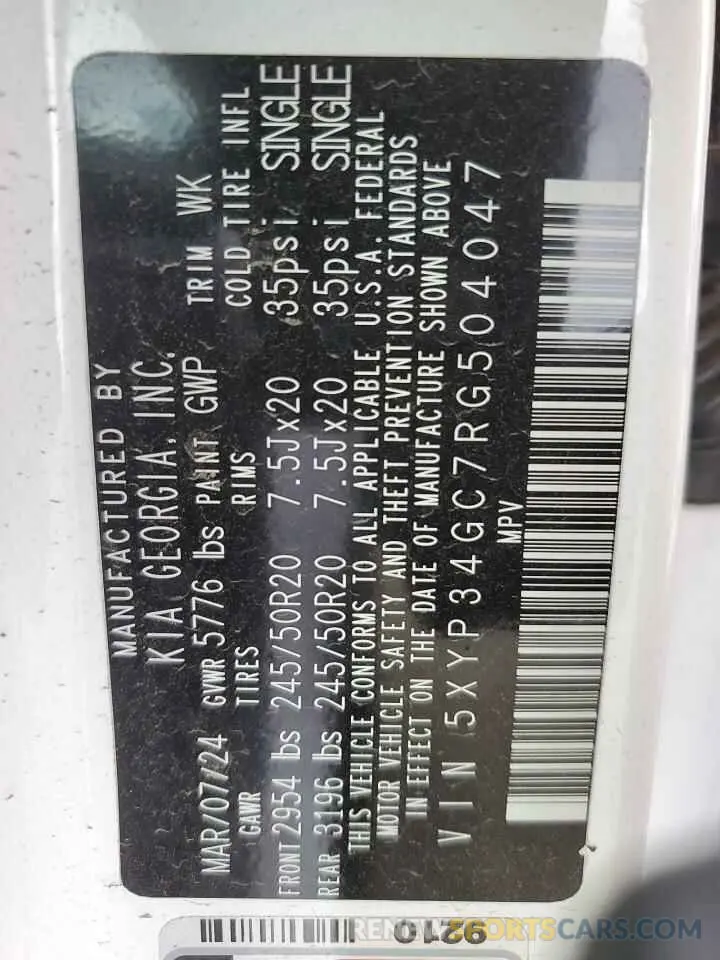 MANUFACTURED BY
KIA GEORGIA, INC.
MAR/07/24 GVWR 5776 lbs PAINT GWP TRIM WK
GAWR TIRES RIMS COLD TIRE INFL
FRONT 2954 lbs 245/50R20 7.5Jx20 35psi SINGLE
REAR 3196 lbs 245/50R20 7.5Jx20 35psi SINGLE
THIS VEHICLE CONFORMS TO ALL APPLICABLE U.S.A. FEDERAL
MOTOR VEHICLE SAFETY AND THEFT PREVENTION STANDARDS
IN EFFECT ON THE DATE OF MANUFACTURE SHOWN ABOVE
VIN 5XYP34GC7RG504047
MPV